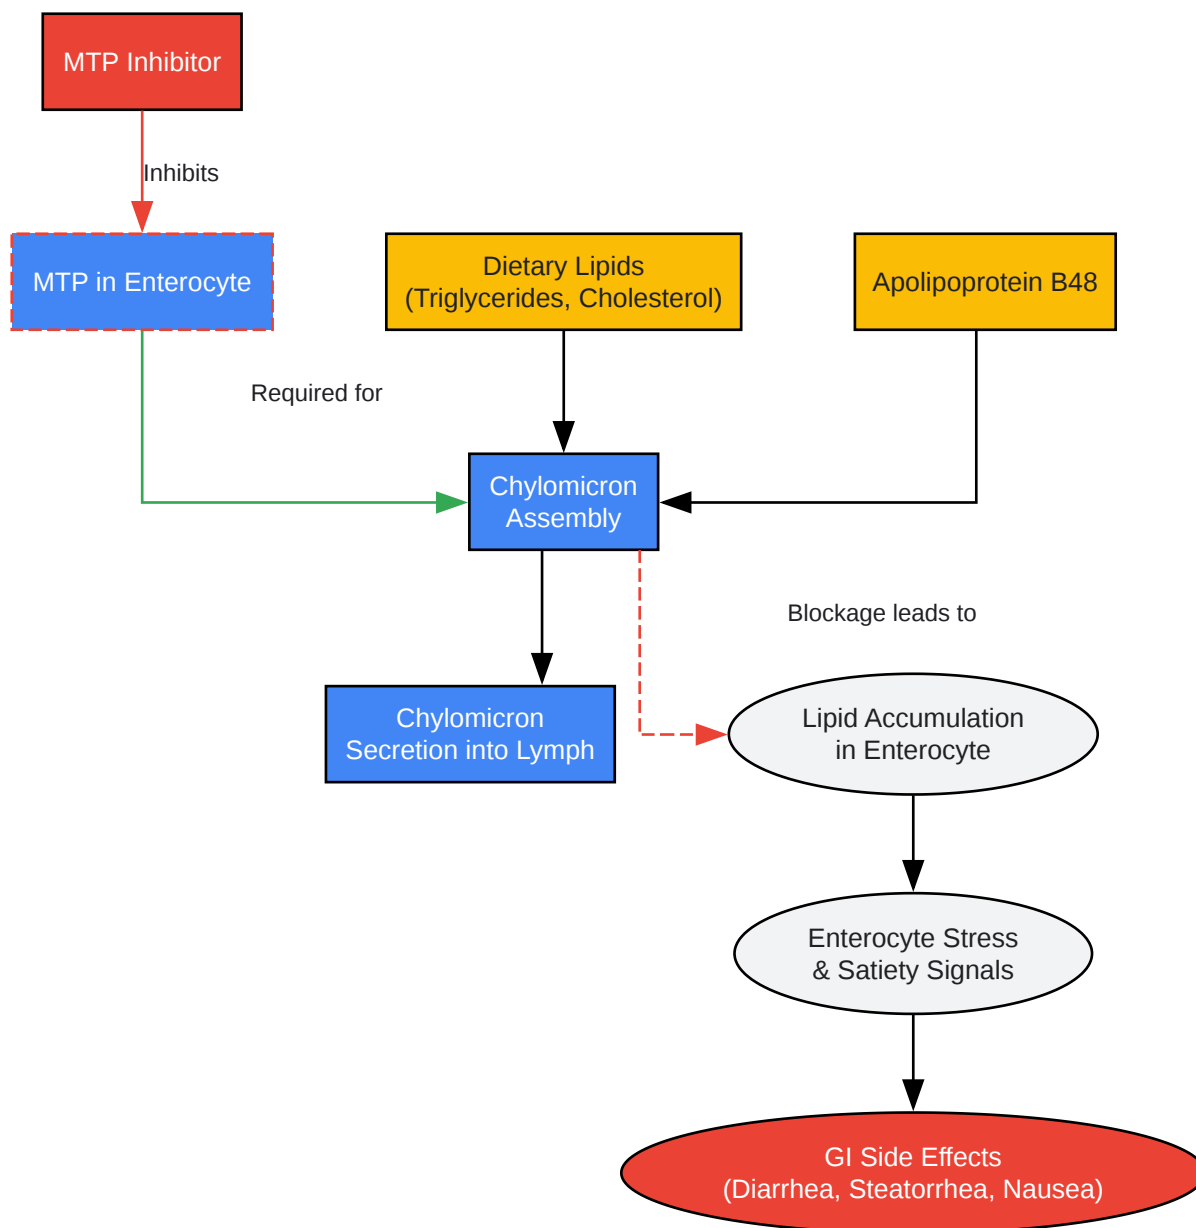 MTP Inhibitor
Inhibits
MTP in Enterocyte
Dietary Lipids
(Triglycerides, Cholesterol)
Apolipoprotein B48
Required for
Chylomicron
Assembly
Blockage leads to
Chylomicron
Secretion into Lymph
Lipid Accumulation
in Enterocyte
Enterocyte Stress
& Satiety Signals
GI Side Effects
(Diarrhea, Steatorrhea, Nausea)